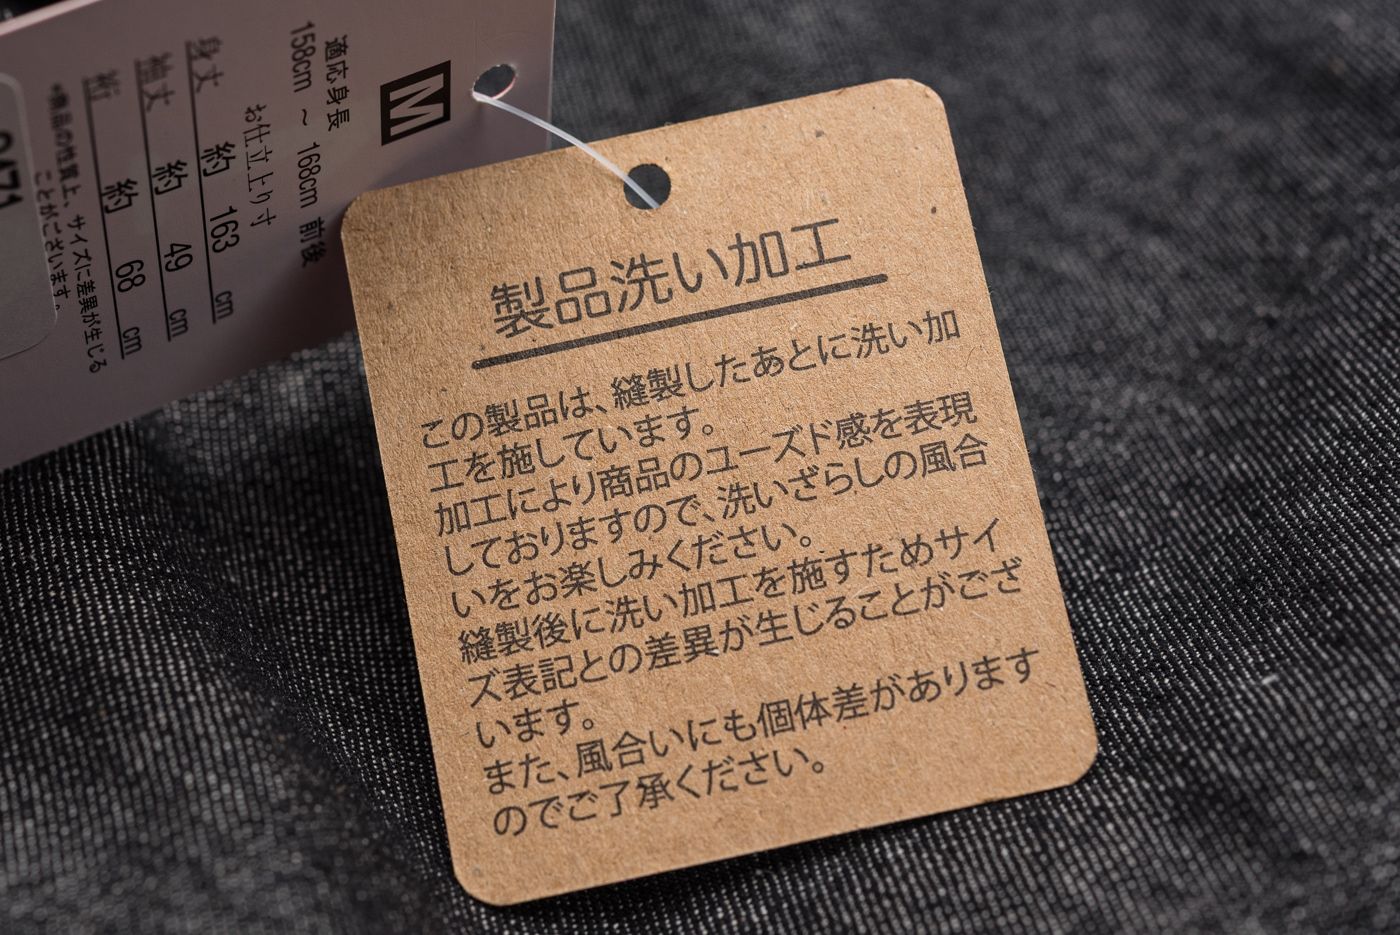 M
適応身長
158cm ～ 168cm 前後
お仕立上り寸
身丈 約 163 cm
袖丈 約 49 cm
裄 約 68 cm
*商品の性質上、サイズに差異が生じる
ことがございます。
製品洗い加工
この製品は、縫製したあとに洗い加
工を施しています。
加工により商品のユーズド感を表現
しておりますので、洗いざらしの風合
いをお楽しみください。
縫製後に洗い加工を施すためサイ
ズ表記との差異が生じることがござ
います。
また、風合いにも個体差があります
のでご了承ください。